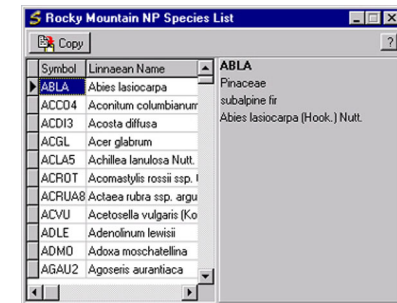 Rocky Mountain NP Species List
Copy
?
Symbol Linnaean Name
ABLA Abies lasiocarpa
ACCO4 Aconitum columbianum
ACDI3 Acosta diffusa
ACGL Acer glabrum
ACLA5 Achillea lanulosa Nutt.
ACROT Acomastylis rossii ssp.
ACRUA8 Actaea rubra ssp. argu
ACVU Acetosella vulgaris (Ko
ADLE Adenolinum lewisii
ADMO Adoxa moschatellina
AGAU2 Agoseris aurantiaca
ABLA
Pinaceae
subalpine fir
Abies lasiocarpa (Hook.) Nutt.